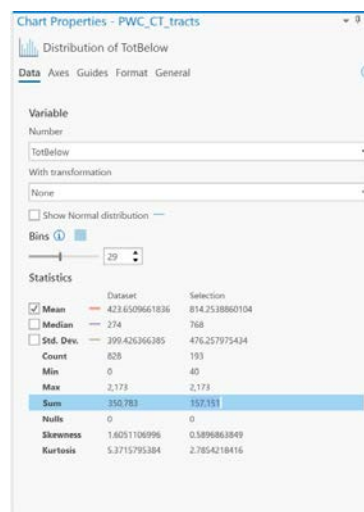 Chart Properties - PWC_CT_tracts
Distribution of TotBelow
Data Axes Guides Format General
Variable
Number
TotBelow
With transformation
None
Show Normal distribution
Bins
29
Statistics
Dataset Selection
Mean 423.6509661836 814.2538860104
Median 274 768
Std. Dev. 399.426366385 476.257975434
Count 828 193
Min 0 40
Max 2,173 2,173
Sum 350,783 157,151
Nulls 0 0
Skewness 1.6051106996 0.5896863849
Kurtosis 5.3715795384 2.7854218416